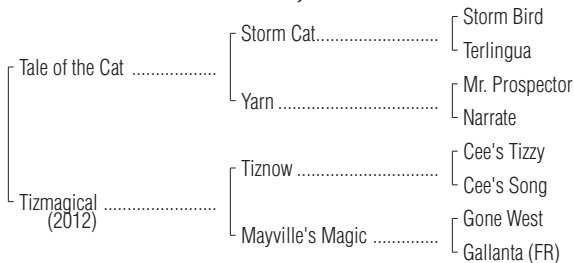 Storm Bird
Storm Cat
Terlingua
Tale of the Cat
Mr. Prospector
Yarn
Narrate
Cee's Tizzy
Tiznow
Cee's Song
Tizmagical
(2012)
Gone West
Mayville's Magic
Gallanta (FR)